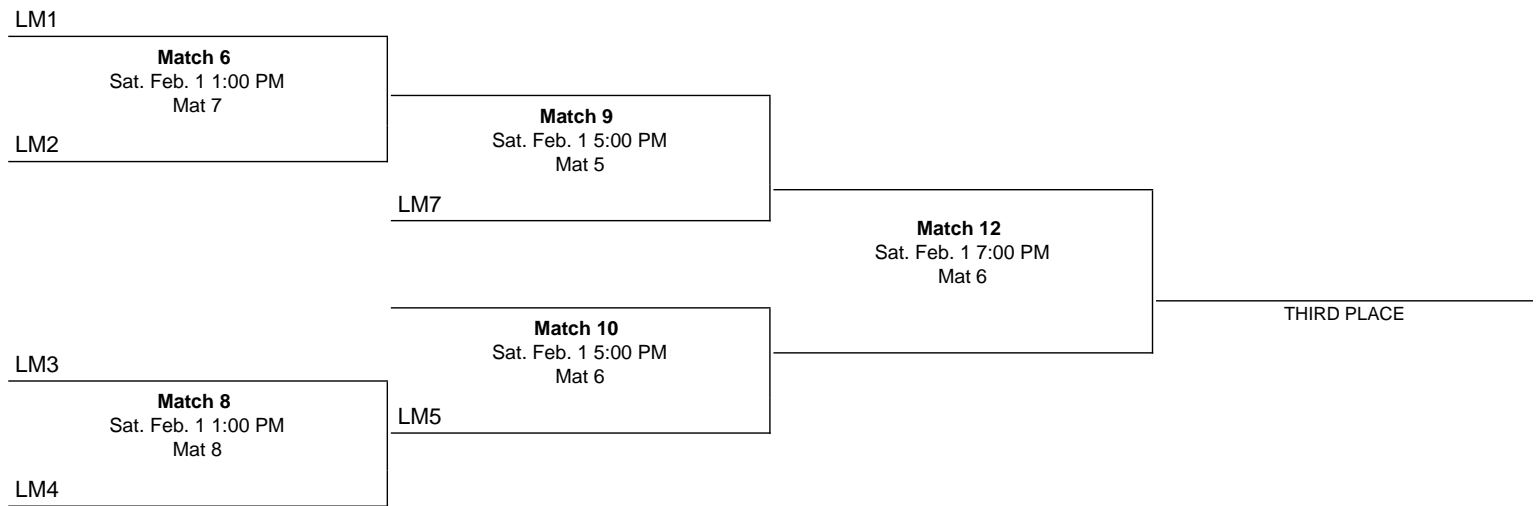 LM1
Match 6
Sat. Feb. 1 1:00 PM
Mat 7
LM2
Match 9
Sat. Feb. 1 5:00 PM
Mat 5
LM7
Match 12
Sat. Feb. 1 7:00 PM
Mat 6
THIRD PLACE
Match 10
Sat. Feb. 1 5:00 PM
Mat 6
LM5
LM3
Match 8
Sat. Feb. 1 1:00 PM
Mat 8
LM4